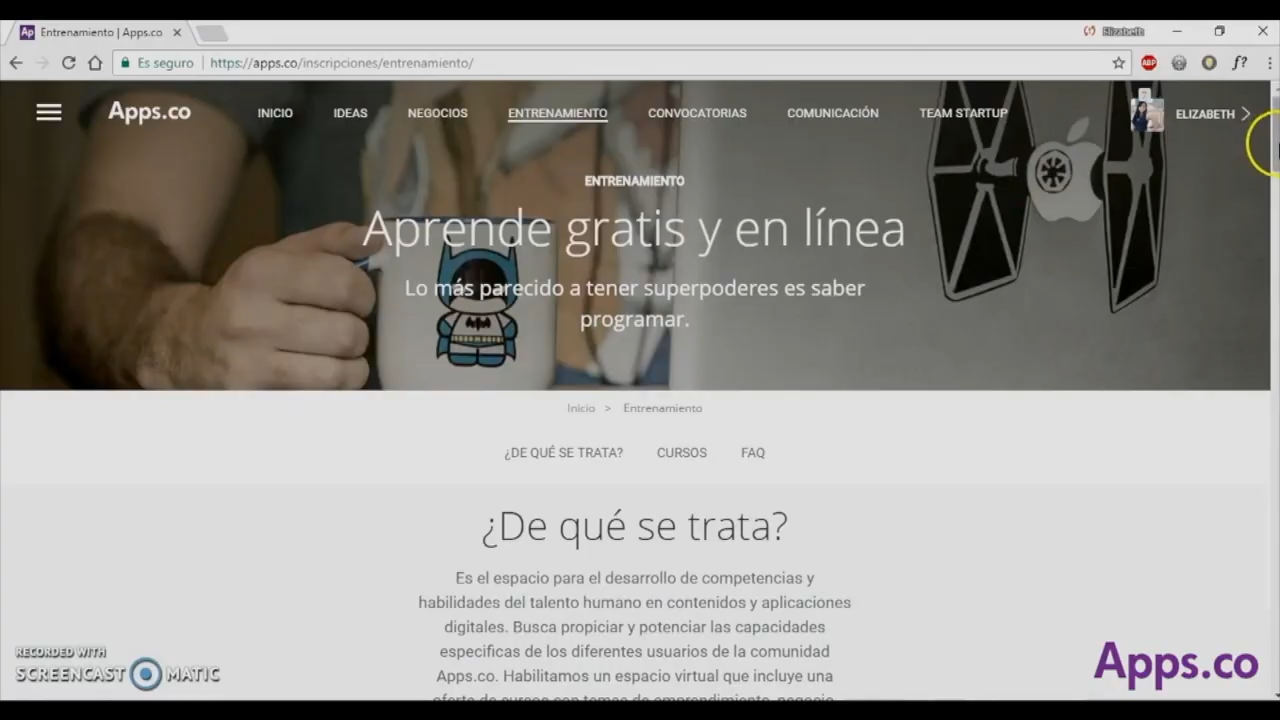 Entrenamiento | Apps.co
Elizabeth
Es seguro
https://apps.co/inscripciones/entrenamiento/
ABP
f?
Apps.co
INICIO
IDEAS
NEGOCIOS
ENTRENAMIENTO
CONVOCATORIAS
COMUNICACIÓN
TEAM STARTUP
ELIZABETH
ENTRENAMIENTO
Aprende gratis y en línea
Lo más parecido a tener superpoderes es saber
programar.
Inicio > Entrenamiento
¿DE QUÉ SE TRATA?
CURSOS
FAQ
¿De qué se trata?
Es el espacio para el desarrollo de competencias y
habilidades del talento humano en contenidos y aplicaciones
digitales. Busca propiciar y potenciar las capacidades
especificas de los diferentes usuarios de la comunidad
Apps.co. Habilitamos un espacio virtual que incluye una
oferta de cursos con temas de emprendimiento, negocio
RECORDED WITH
SCREENCAST MATIC
Apps.co